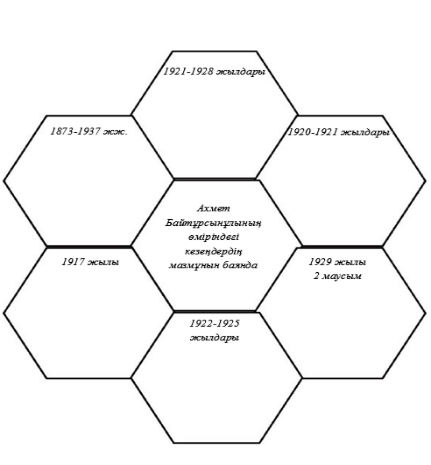 1921-1928 жылдары
1873-1937 жж.
1920-1921 жылдары
Ахмет
Байтұрсынұлының
өміріндегі
кезеңдердің
мазмұнын баянда
1917 жылы
1929 жылы
2 маусым
1922-1925
жылдары